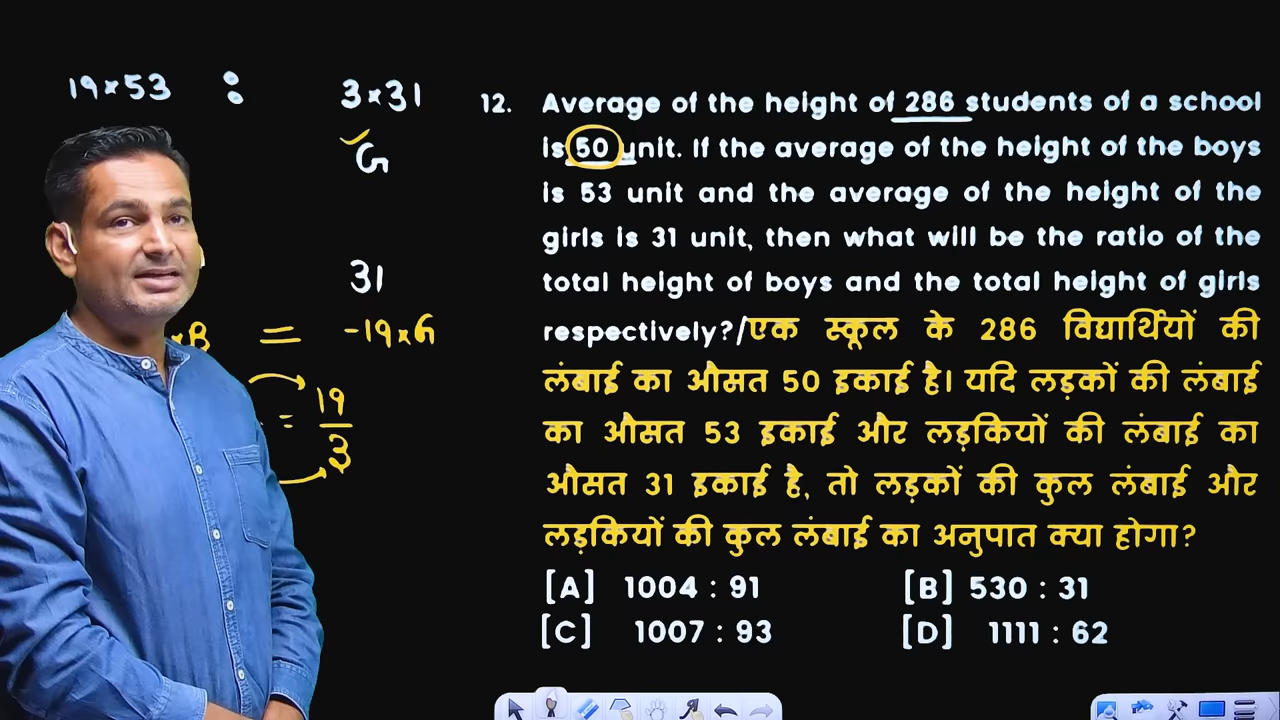 19×53 : 3×31
G
31
×B = -19×G
= 19/3
12. Average of the height of 286 students of a school
is 50 unit. If the average of the height of the boys
is 53 unit and the average of the height of the
girls is 31 unit, then what will be the ratio of the
total height of boys and the total height of girls
respectively?/एक स्कूल के 286 विद्यार्थियों की
लंबाई का औसत 50 इकाई है। यदि लड़कों की लंबाई
का औसत 53 इकाई और लड़कियों की लंबाई का
औसत 31 इकाई है, तो लड़कों की कुल लंबाई और
लड़कियों की कुल लंबाई का अनुपात क्या होगा?
[A] 1004 : 91 [B] 530 : 31
[C] 1007 : 93 [D] 1111 : 62